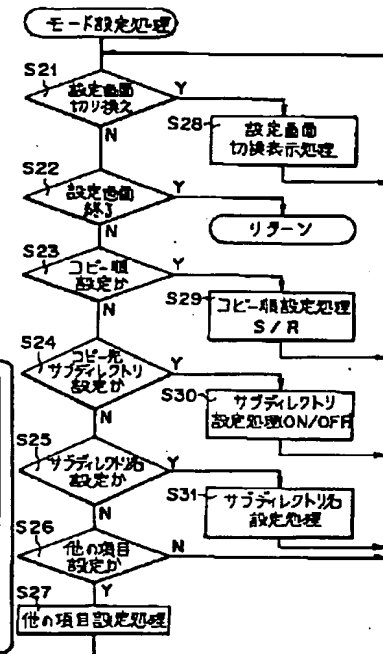 モード設定処理
S21
設定画面
切り換え
Y
N
S28
設定画面
切換表示処理
S22
設定画面
終了
Y
N
リターン
S23
コピー順
設定か
Y
N
S29
コピー順設定処理
S/R
S24
コピー先
サブディレクトリ
設定か
Y
N
S30
サブディレクトリ
設定処理ON/OFF
S25
サブディレクトリ名
設定か
Y
N
S31
サブディレクトリ名
設定処理
S26
他の項目
設定か
N
Y
S27
他の項目設定処理